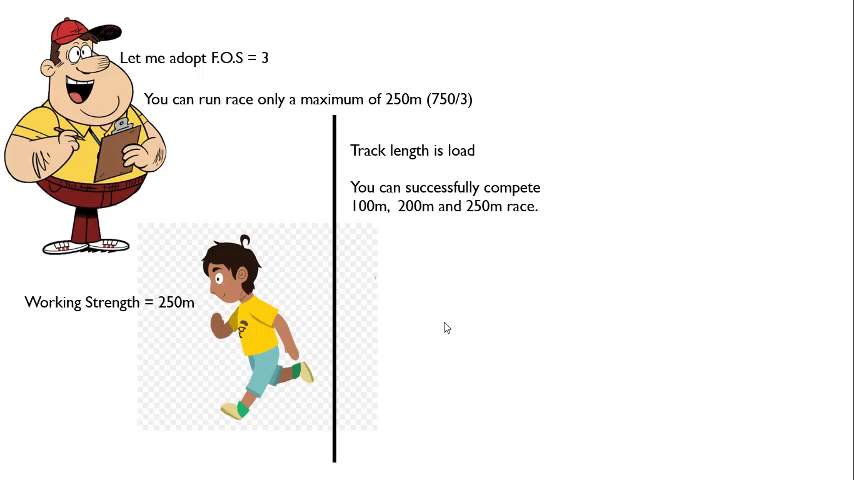 Let me adopt F.O.S = 3
You can run race only a maximum of 250m (750/3)
Track length is load
You can successfully compete
100m, 200m and 250m race.
Working Strength = 250m